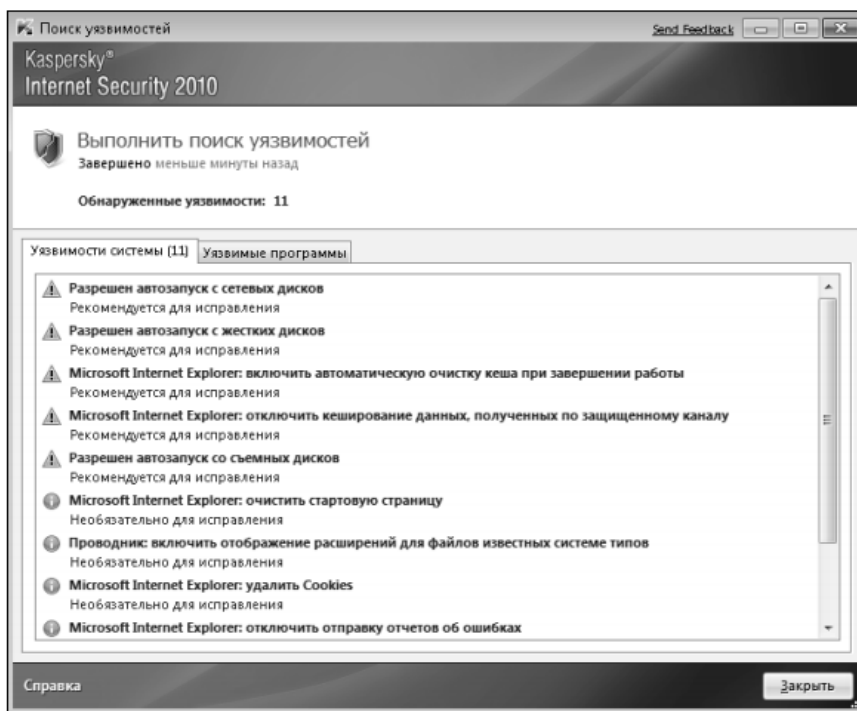 Поиск уязвимостей
Send Feedback
Kaspersky®
Internet Security 2010
Выполнить поиск уязвимостей
Завершено меньше минуты назад
Обнаруженные уязвимости: 11
Уязвимости системы (11) Уязвимые программы
Разрешен автозапуск с сетевых дисков
Рекомендуется для исправления
Разрешен автозапуск с жестких дисков
Рекомендуется для исправления
Microsoft Internet Explorer: включить автоматическую очистку кеша при завершении работы
Рекомендуется для исправления
Microsoft Internet Explorer: отключить кеширование данных, полученных по защищенному каналу
Рекомендуется для исправления
Разрешен автозапуск со съемных дисков
Рекомендуется для исправления
Microsoft Internet Explorer: очистить стартовую страницу
Необязательно для исправления
Проводник: включить отображение расширений для файлов известных системе типов
Необязательно для исправления
Microsoft Internet Explorer: удалить Cookies
Необязательно для исправления
Microsoft Internet Explorer: отключить отправку отчетов об ошибках
Справка
Закрыть